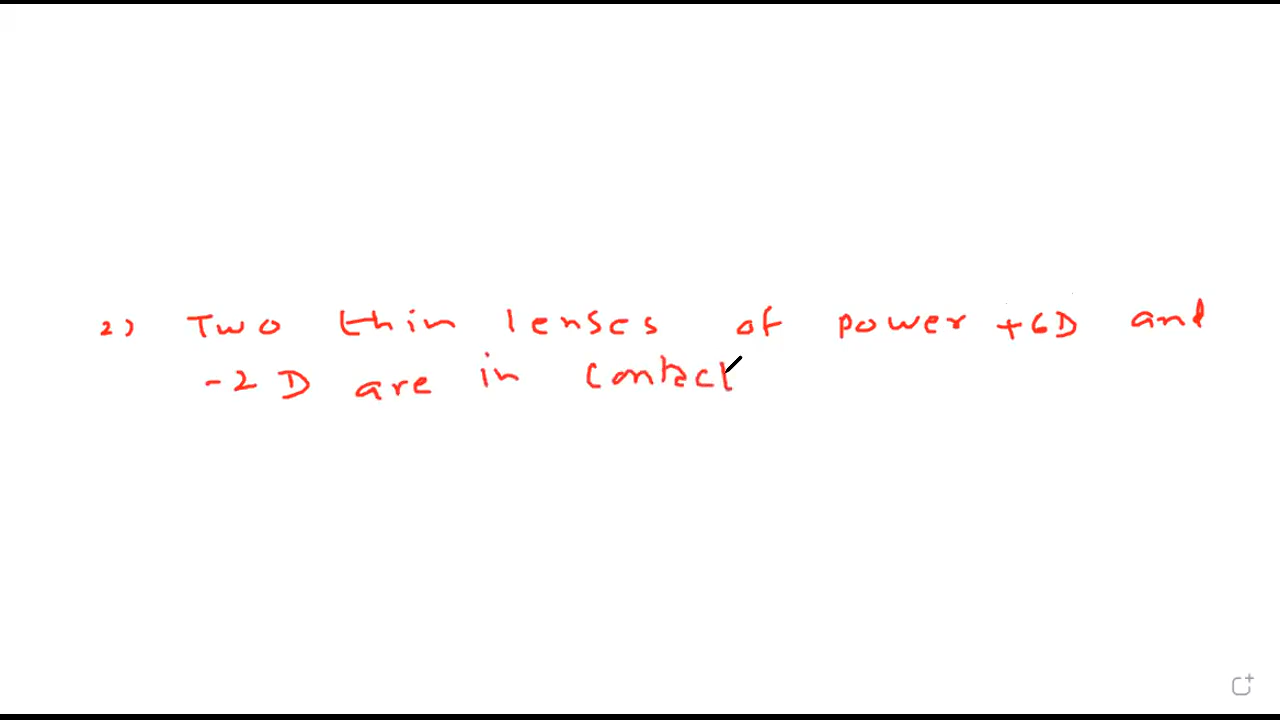 2) Two thin lenses of power +6D and
-2 D are in contact